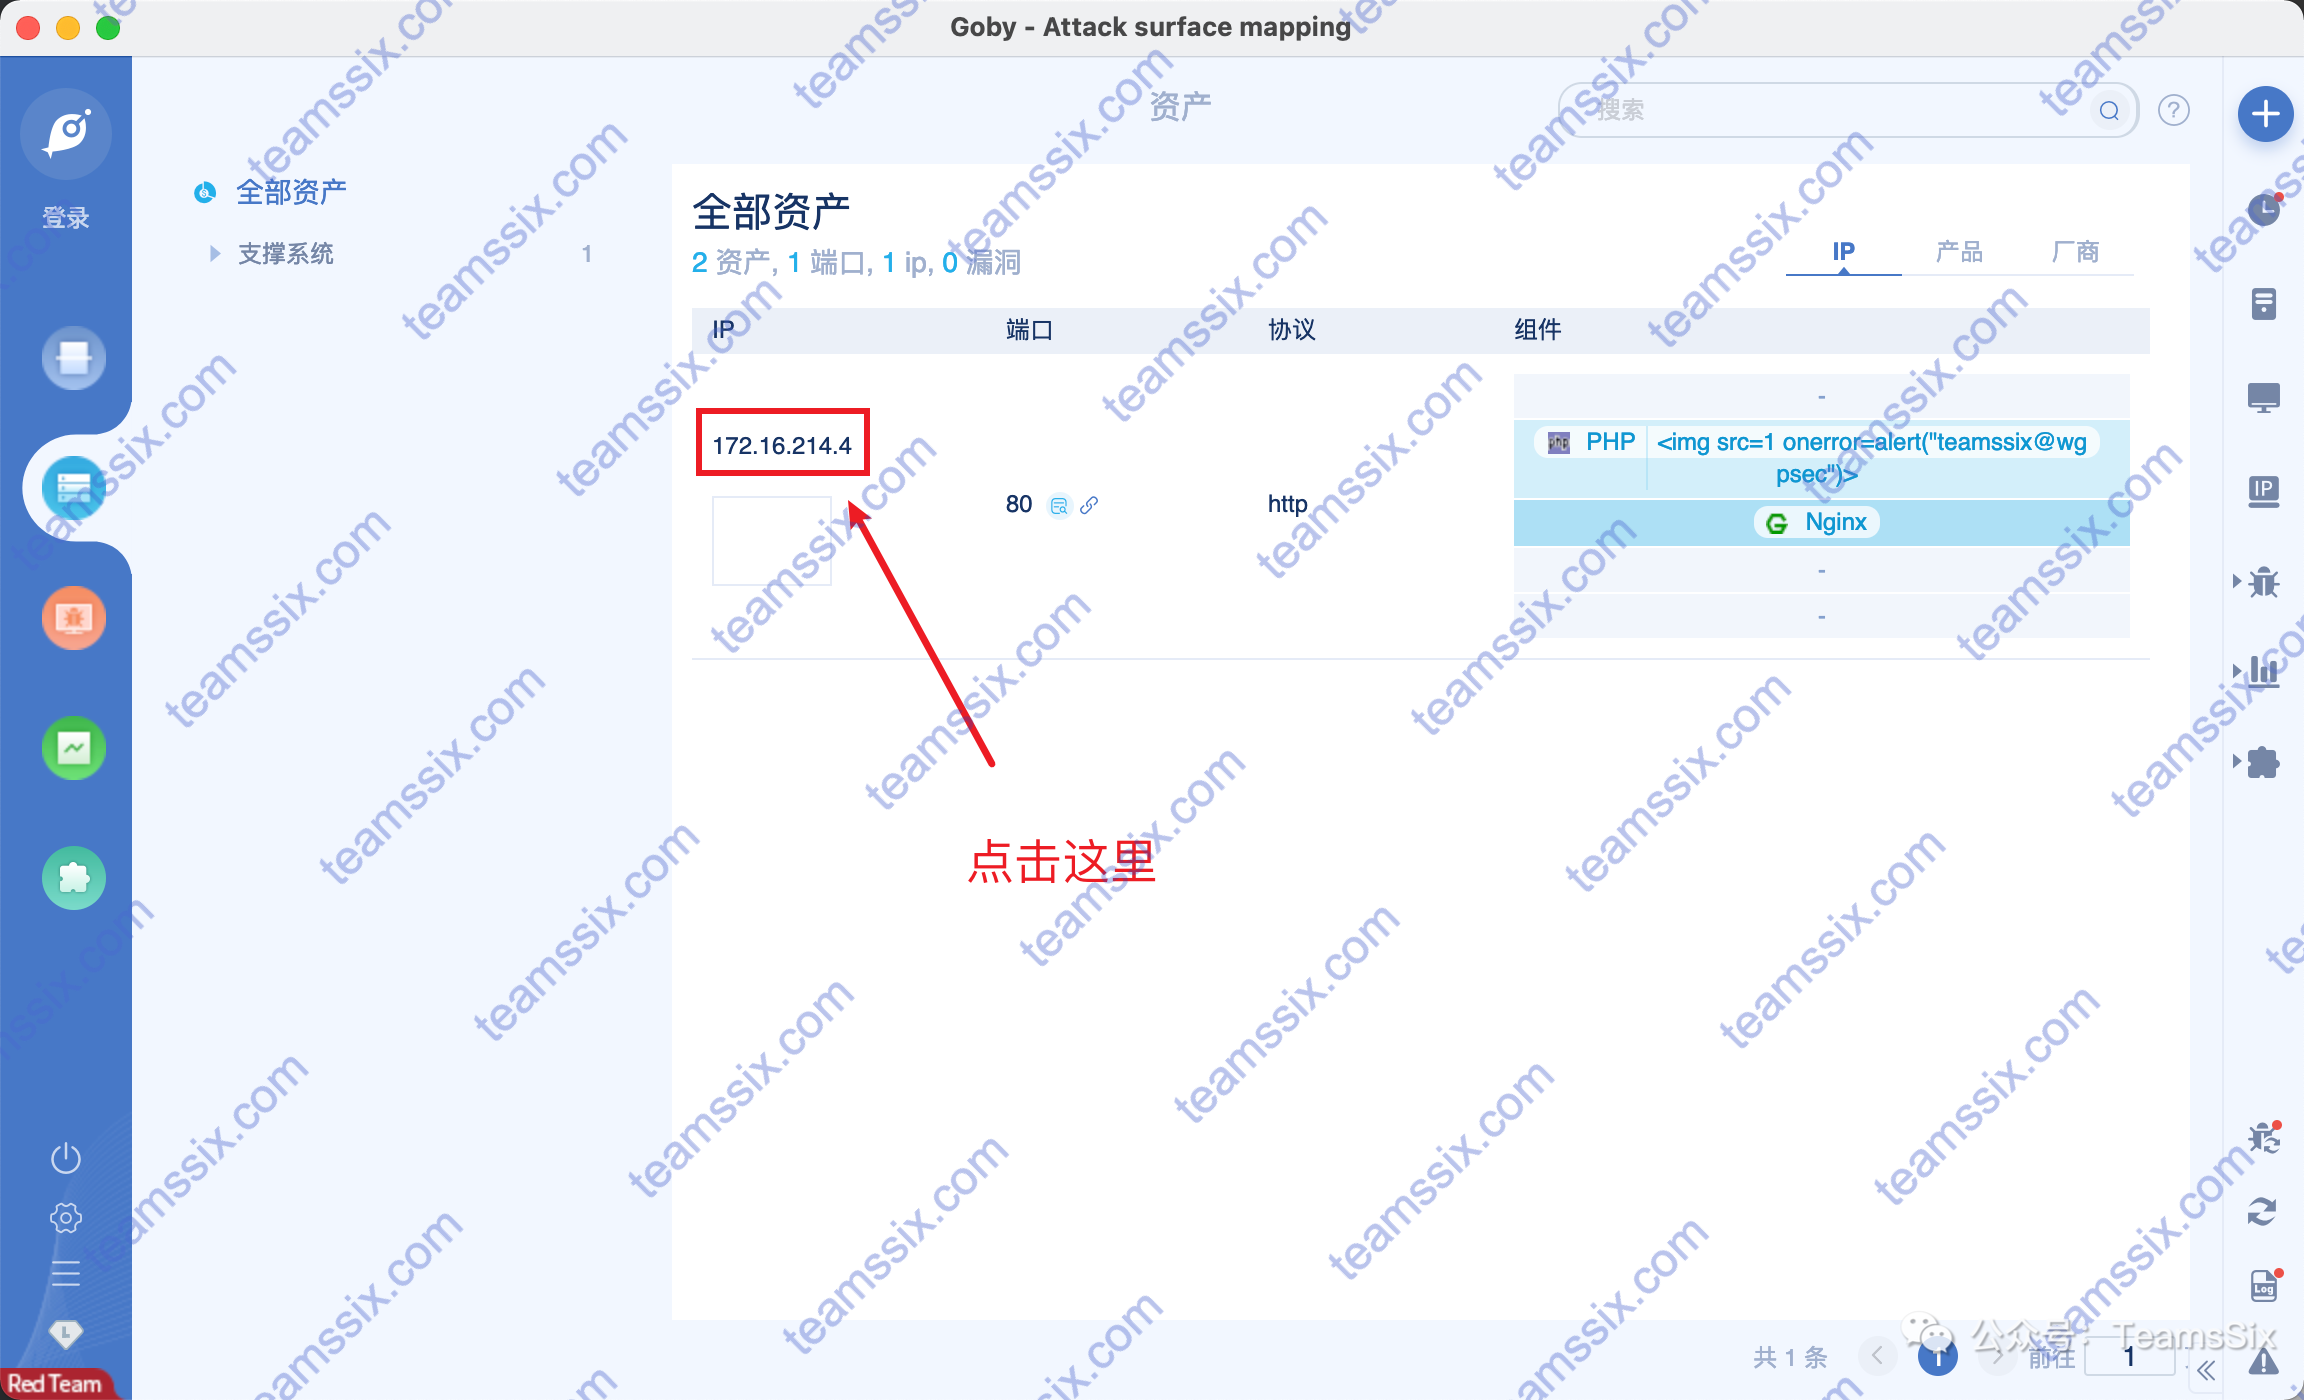 Goby - Attack surface mapping
资产
搜索
登录
全部资产
支撑系统 1
全部资产
2 资产, 1 端口, 1 ip, 0 漏洞
IP 产品 厂商
IP 端口 协议 组件
-
172.16.214.4
PHP <img src=1 onerror=alert("teamssix@wg
psec")>
80 http
Nginx
-
-
点击这里
IP
Log
共 1 条 1 前往 1
公众号 · TeamsSix
Red Team
teamssix.com